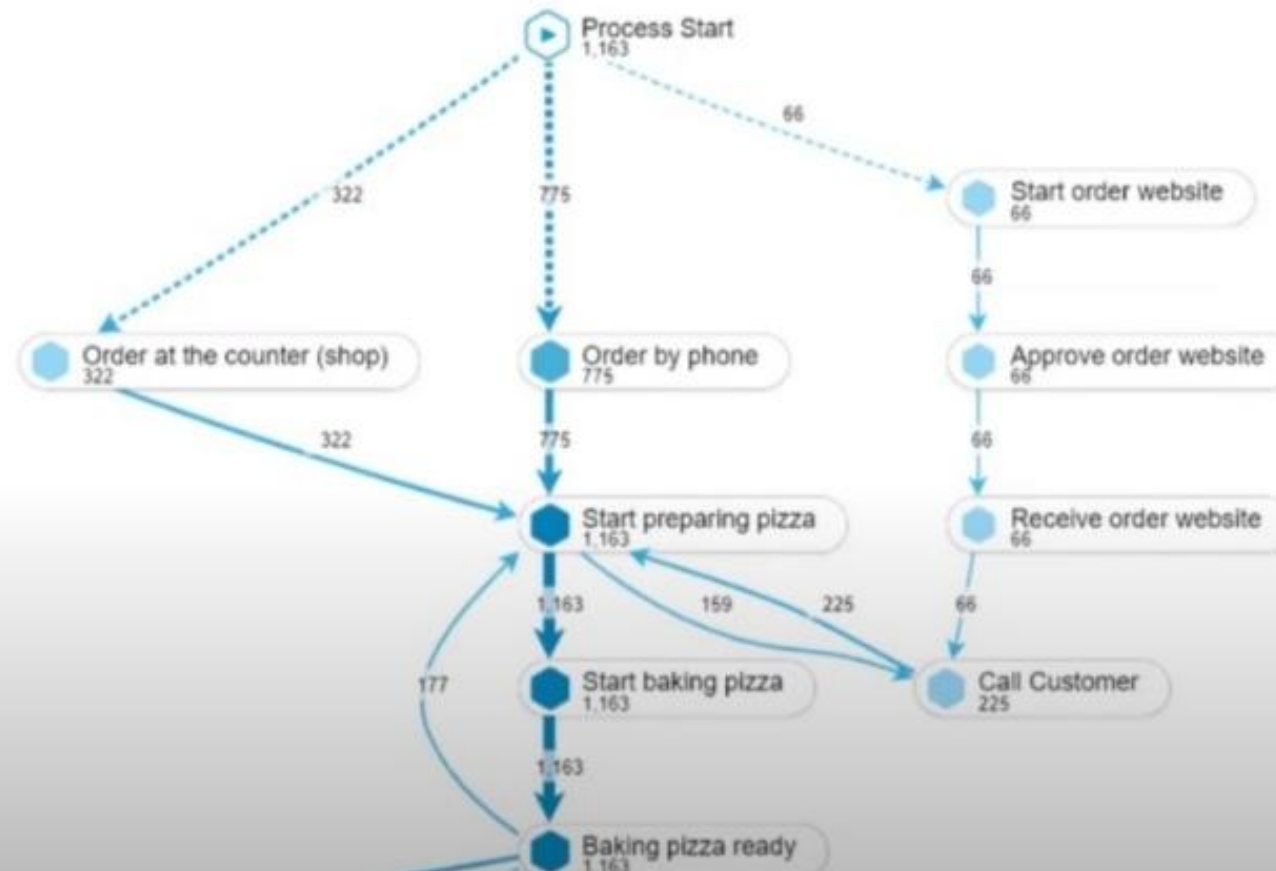 Process Start
1,163
66
322
775
Start order website
66
66
Order at the counter (shop)
322
Order by phone
775
Approve order website
66
322
775
66
Start preparing pizza
1,163
Receive order website
66
1,163
159
225
66
177
Start baking pizza
1,163
Call Customer
225
1,163
Baking pizza ready
1,163